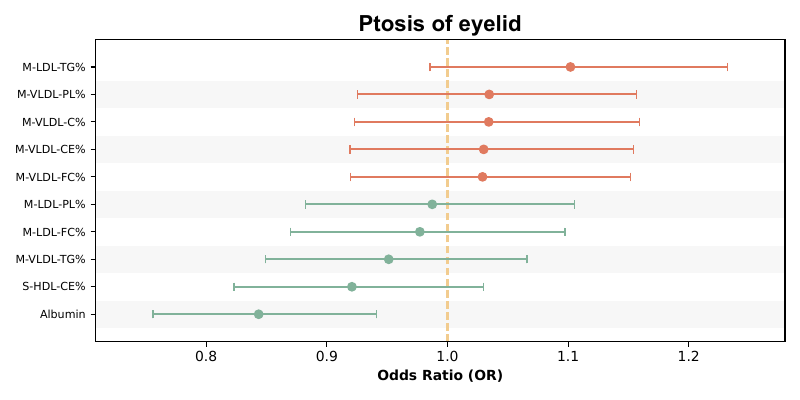 Ptosis of eyelid
M-LDL-TG%
M-VLDL-PL%
M-VLDL-C%
M-VLDL-CE%
M-VLDL-FC%
M-LDL-PL%
M-LDL-FC%
M-VLDL-TG%
S-HDL-CE%
Albumin
0.8 0.9 1.0 1.1 1.2
Odds Ratio (OR)